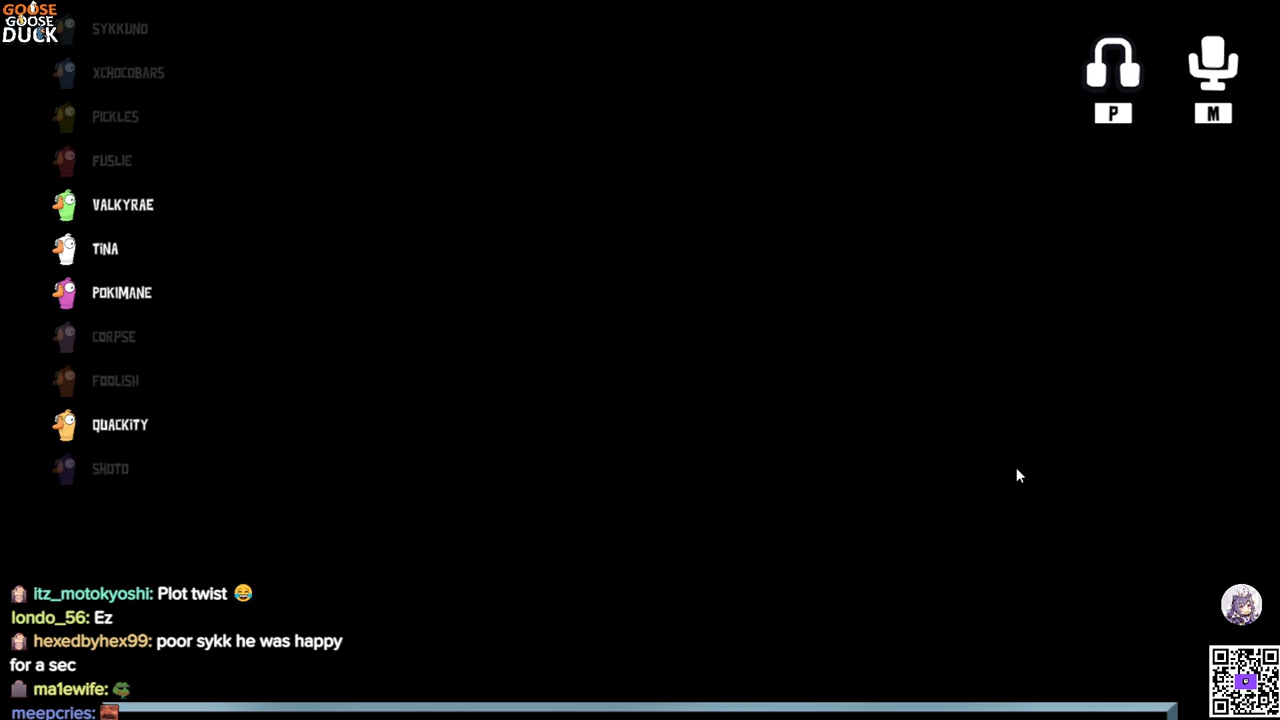 GOOSE
GOOSE
DUCK
SYKKUNO
XCHOCOBARS
PICKLES
FUSLIE
VALKYRAE
TINA
POKIMANE
CORPSE
FOOLISH
QUACKITY
SHOTO
P
M
itz_motokyoshi: Plot twist 😂
londo_56: Ez
hexedbyhex99: poor sykk he was happy
for a sec
ma1ewife:
meepcries: